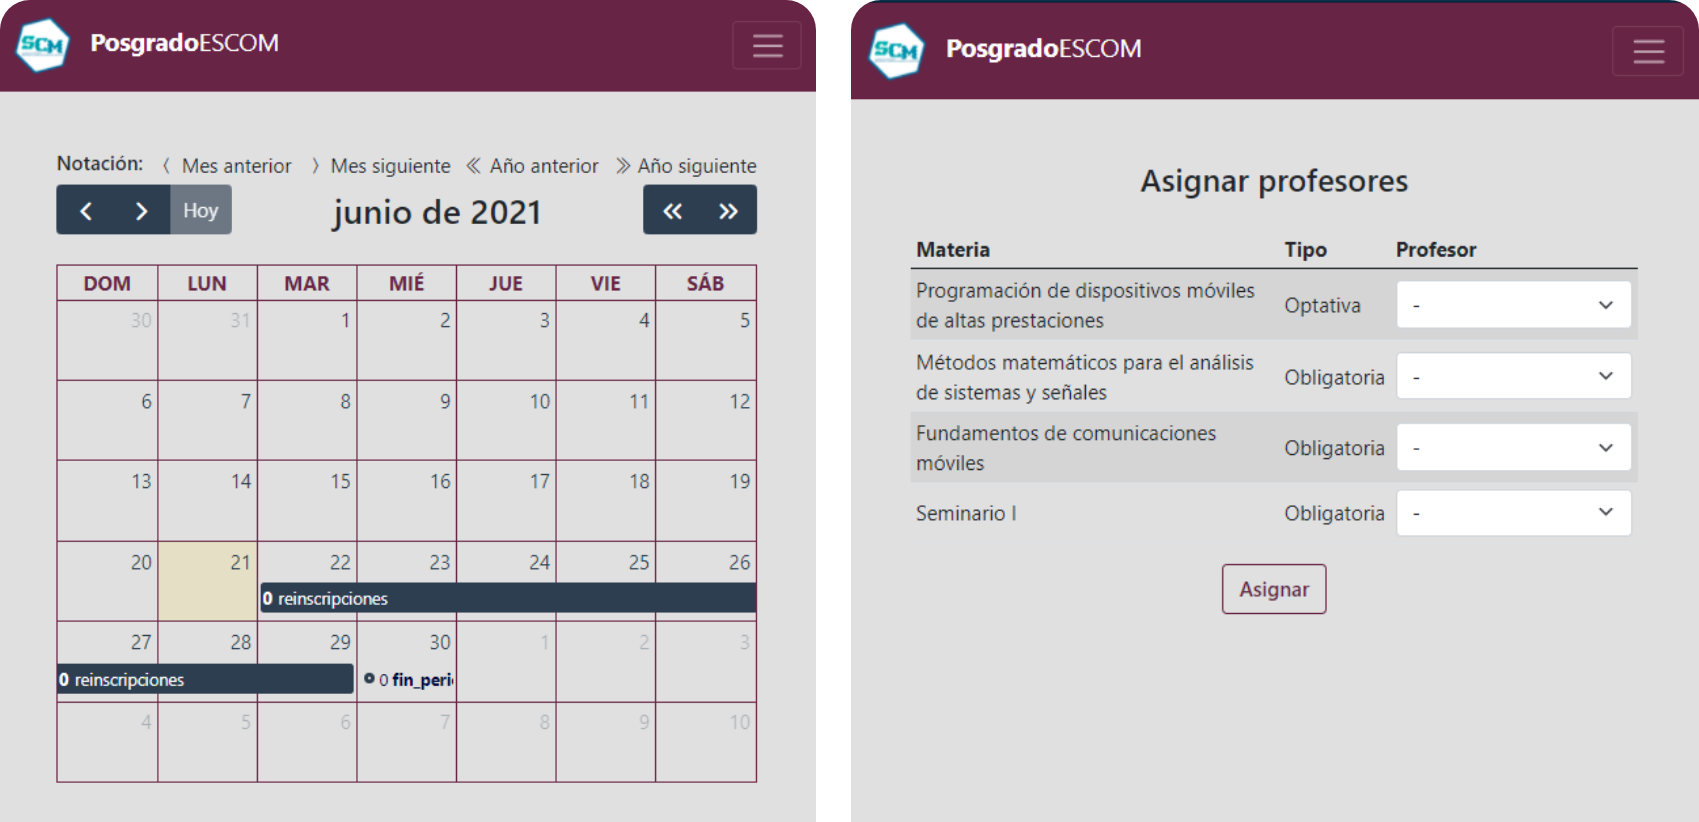 SCM
PosgradoESCOM
Notación: 〈 Mes anterior 〉 Mes siguiente ≪ Año anterior ≫ Año siguiente
Hoy
junio de 2021
DOM LUN MAR MIÉ JUE VIE SÁB
30 31 1 2 3 4 5
6 7 8 9 10 11 12
13 14 15 16 17 18 19
20 21 22 23 24 25 26
0 reinscripciones
27 28 29 30 1 2 3
0 reinscripciones 0 fin_peri
4 5 6 7 8 9 10
SCM
PosgradoESCOM
Asignar profesores
Materia Tipo Profesor
Programación de dispositivos móviles
de altas prestaciones
Optativa -
Métodos matemáticos para el análisis
de sistemas y señales
Obligatoria -
Fundamentos de comunicaciones
móviles
Obligatoria -
Seminario I Obligatoria -
Asignar